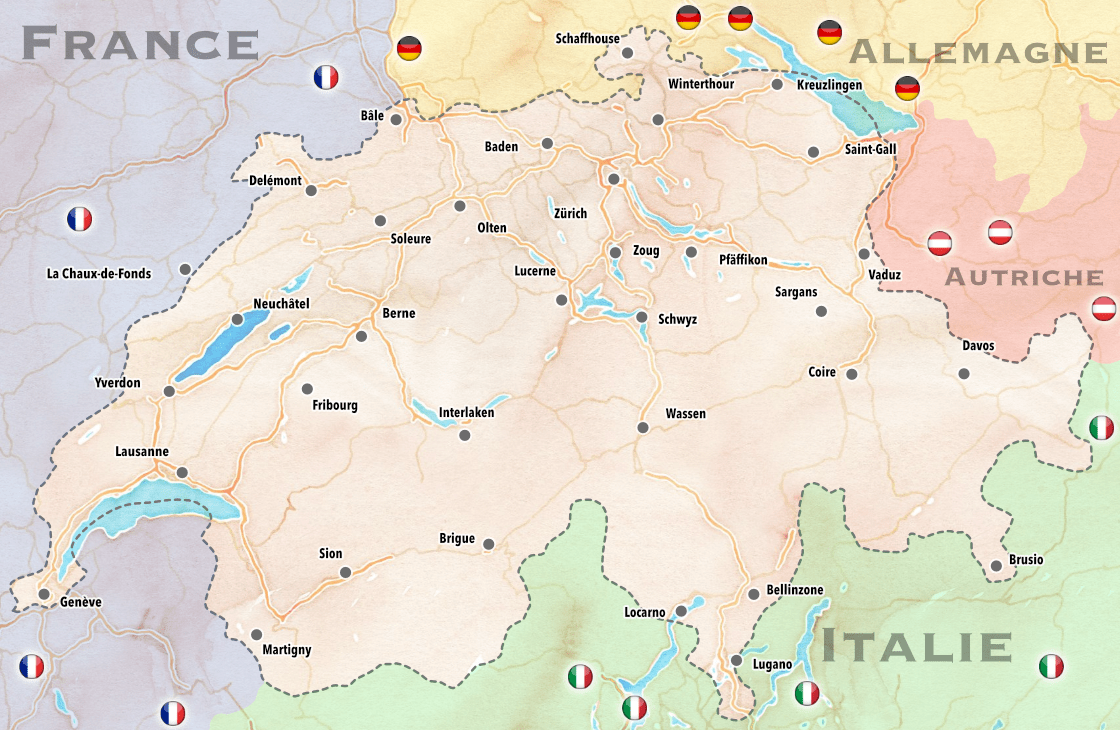 FRANCE
Schaffhouse
ALLEMAGNE
Winterthour
Kreuzlingen
Bâle
Baden
Saint-Gall
Delémont
Zürich
Olten
Soleure
Zoug
Pfäffikon
La Chaux-de-Fonds
Lucerne
Vaduz
AUTRICHE
Sargans
Neuchâtel
Berne
Schwyz
Davos
Coire
Yverdon
Fribourg
Interlaken
Wassen
Lausanne
Brigue
Sion
Brusio
Bellinzone
Genève
Locarno
ITALIE
Martigny
Lugano